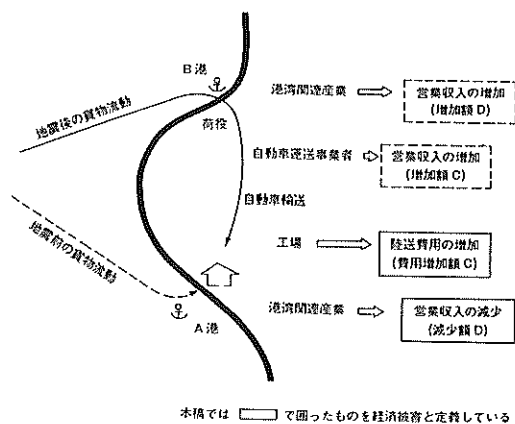 B港
港湾関連産業
営業収入の増加
(増加額 D)
地震後の貨物流動
荷役
自動車運送事業者
営業収入の増加
(増加額 C)
自動車輸送
工場
陸送費用の増加
(費用増加額 C)
地震前の貨物流動
A港
港湾関連産業
営業収入の減少
(減少額 D)
本稿では で囲ったものを経済被害と定義している